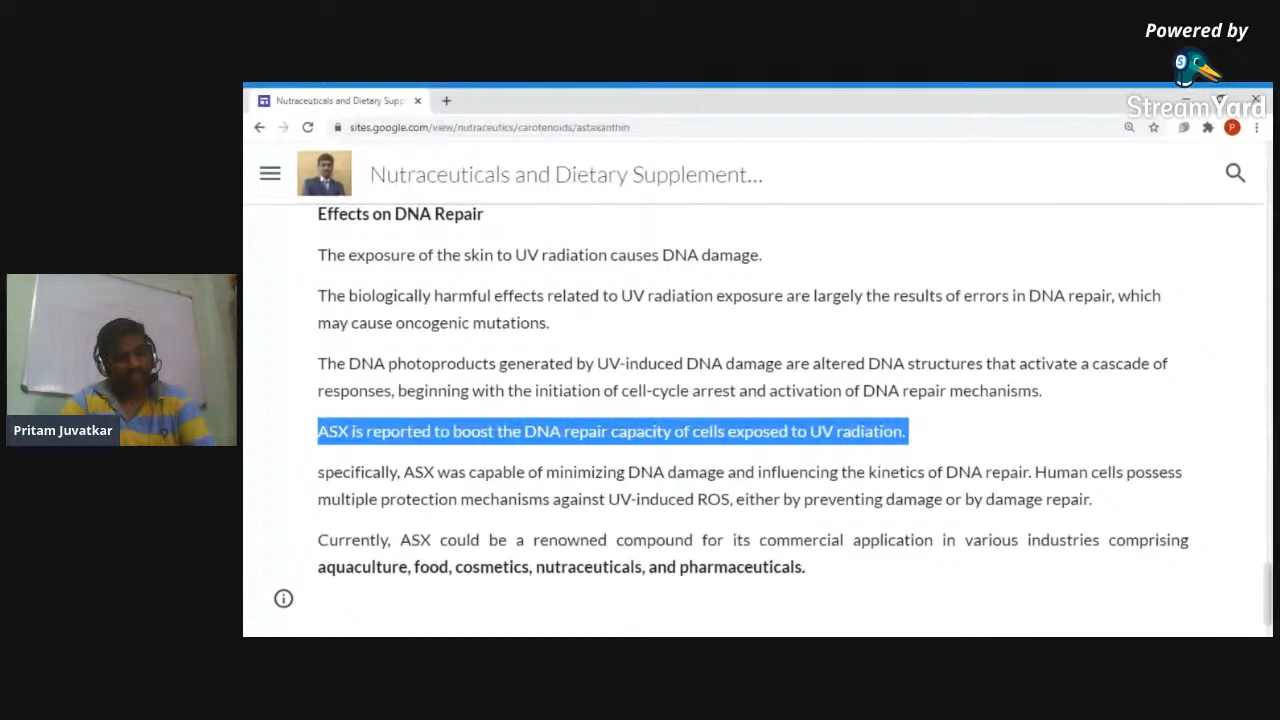 Powered by
StreamYard
Nutraceuticals and Dietary Supp
sites.google.com/view/nutraceutics/carotenoids/astaxanthin
P
Nutraceuticals and Dietary Supplement...
Effects on DNA Repair
The exposure of the skin to UV radiation causes DNA damage.
The biologically harmful effects related to UV radiation exposure are largely the results of errors in DNA repair, which
may cause oncogenic mutations.
The DNA photoproducts generated by UV-induced DNA damage are altered DNA structures that activate a cascade of
responses, beginning with the initiation of cell-cycle arrest and activation of DNA repair mechanisms.
ASX is reported to boost the DNA repair capacity of cells exposed to UV radiation.
specifically, ASX was capable of minimizing DNA damage and influencing the kinetics of DNA repair. Human cells possess
multiple protection mechanisms against UV-induced ROS, either by preventing damage or by damage repair.
Currently, ASX could be a renowned compound for its commercial application in various industries comprising
aquaculture, food, cosmetics, nutraceuticals, and pharmaceuticals.
Pritam Juvatkar